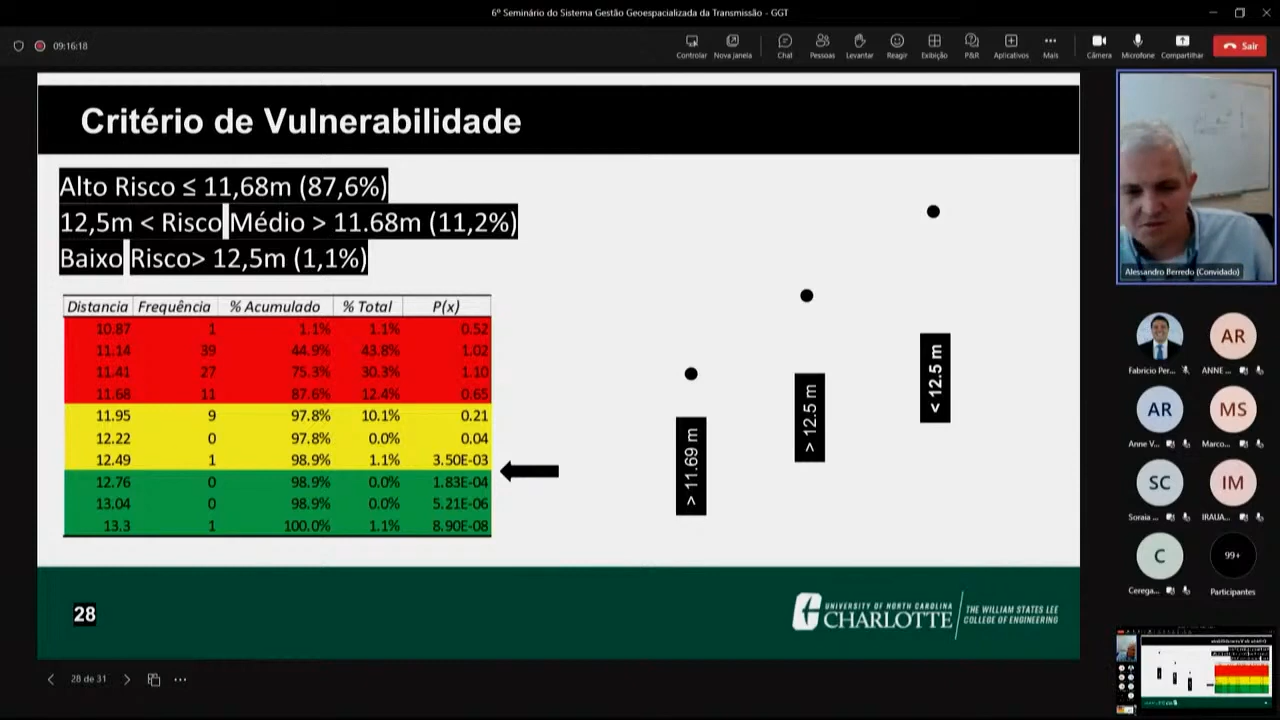 6º Seminário do Sistema Gestão Geoespacializada da Transmissão - GGT
09:16:18
Controlar
Nova janela
Chat
Pessoas
Levantar
Reagir
Exibição
P&R
Aplicativos
Mais
Câmera
Microfone
Compartilhar
Sair
Critério de Vulnerabilidade
Alto Risco ≤ 11,68m (87,6%)
12,5m < Risco Médio > 11.68m (11,2%)
Baixo Risco> 12,5m (1,1%)
Distancia Frequência % Acumulado % Total P(x)
10.87 1 1.1% 1.1% 0.52
11.14 39 44.9% 43.8% 1.02
11.41 27 75.3% 30.3% 1.10
11.68 11 87.6% 12.4% 0.65
11.95 9 97.8% 10.1% 0.21
12.22 0 97.8% 0.0% 0.04
12.49 1 98.9% 1.1% 3.50E-03
12.76 0 98.9% 0.0% 1.83E-04
13.04 0 98.9% 0.0% 5.21E-06
13.3 1 100.0% 1.1% 8.90E-08
> 11.69 m
> 12.5 m
< 12.5 m
28
UNIVERSITY OF NORTH CAROLINA
CHARLOTTE
THE WILLIAM STATES LEE
COLLEGE OF ENGINEERING
28 de 31
Alessandro Berredo (Convidado)
Fabricio Per...
AR
ANNE ...
AR
Anne V...
MS
Marco...
SC
Soraia ...
IM
IRAUA...
C
Cerega...
99+
Participantes